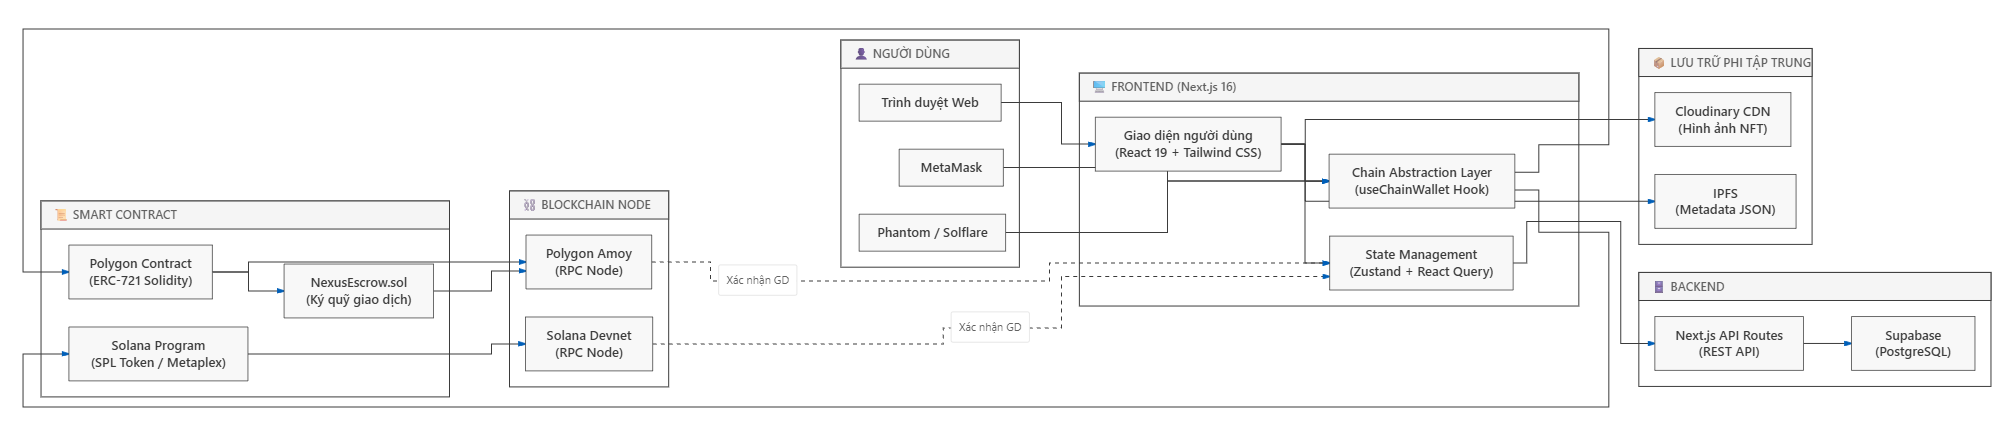 SMART CONTRACT
Polygon Contract
(ERC-721 Solidity)
NexusEscrow.sol
(Ký quỹ giao dịch)
Solana Program
(SPL Token / Metaplex)
BLOCKCHAIN NODE
Polygon Amoy
(RPC Node)
Solana Devnet
(RPC Node)
Xác nhận GD
Xác nhận GD
NGƯỜI DÙNG
Trình duyệt Web
MetaMask
Phantom / Solflare
FRONTEND (Next.js 16)
Giao diện người dùng
(React 19 + Tailwind CSS)
Chain Abstraction Layer
(useChainWallet Hook)
State Management
(Zustand + React Query)
LƯU TRỮ PHI TẬP TRUNG
Cloudinary CDN
(Hình ảnh NFT)
IPFS
(Metadata JSON)
BACKEND
Next.js API Routes
(REST API)
Supabase
(PostgreSQL)